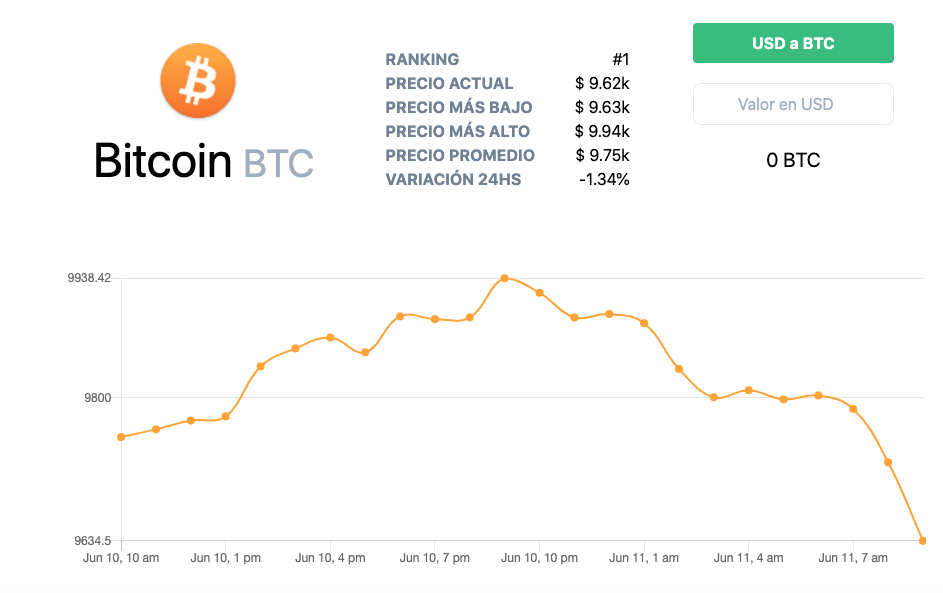 Bitcoin BTC
RANKING #1
PRECIO ACTUAL $ 9.62k
PRECIO MÁS BAJO $ 9.63k
PRECIO MÁS ALTO $ 9.94k
PRECIO PROMEDIO $ 9.75k
VARIACIÓN 24HS -1.34%
USD a BTC
Valor en USD
0 BTC
9938.42
9800
9634.5
Jun 10, 10 am Jun 10, 1 pm Jun 10, 4 pm Jun 10, 7 pm Jun 10, 10 pm Jun 11, 1 am Jun 11, 4 am Jun 11, 7 am